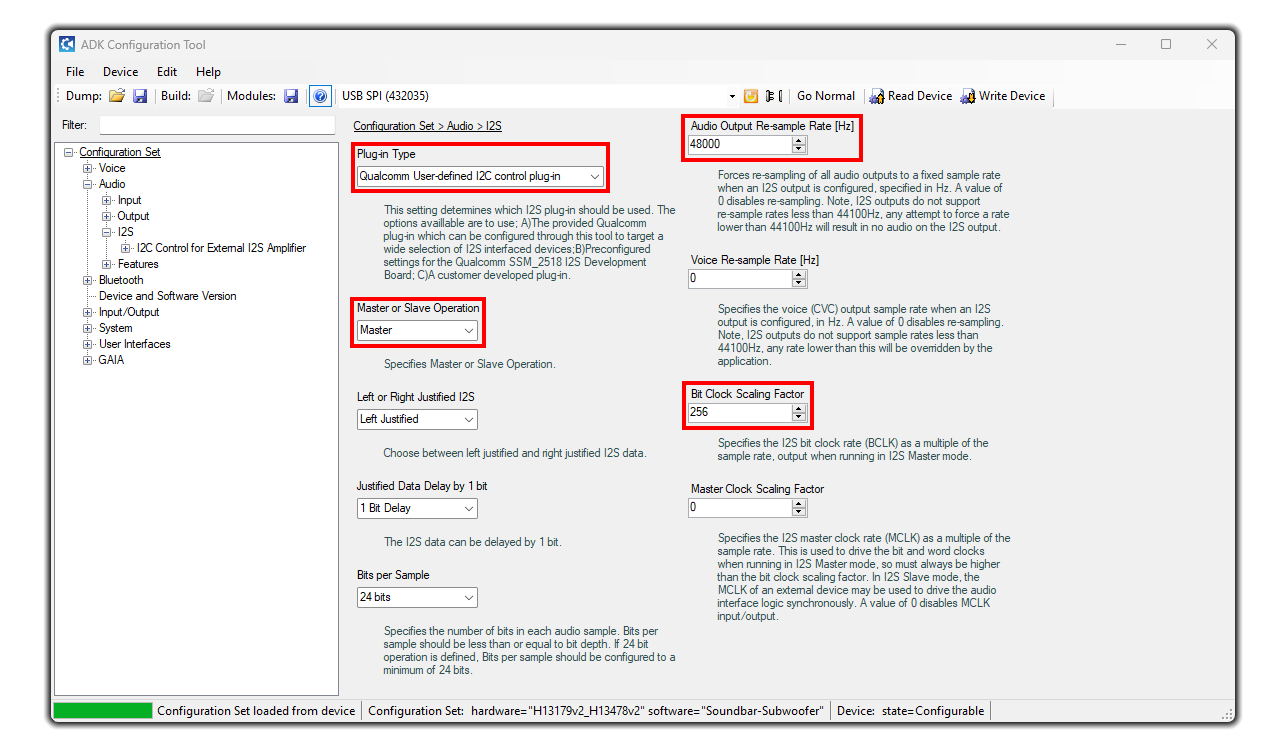 ADK Configuration Tool
File Device Edit Help
Dump: Build: Modules: USB SPI (432035) Go Normal Read Device Write Device
Filter:
Configuration Set
Voice
Audio
Input
Output
I2S
I2C Control for External I2S Amplifier
Features
Bluetooth
Device and Software Version
Input/Output
System
User Interfaces
GAIA
Configuration Set > Audio > I2S
Plug-in Type
Qualcomm User-defined I2C control plug-in
This setting determines which I2S plug-in should be used. The
options availlable are to use; A)The provided Qualcomm
plug-in which can be configured through this tool to target a
wide selection of I2S interfaced devices;B)Preconfigured
settings for the Qualcomm SSM_2518 I2S Development
Board; C)A customer developed plug-in.
Master or Slave Operation
Master
Specifies Master or Slave Operation.
Left or Right Justified I2S
Left Justified
Choose between left justified and right justified I2S data.
Justified Data Delay by 1 bit
1 Bit Delay
The I2S data can be delayed by 1 bit.
Bits per Sample
24 bits
Specifies the number of bits in each audio sample. Bits per
sample should be less than or equal to bit depth. If 24 bit
operation is defined, Bits per sample should be configured to a
minimum of 24 bits.
Audio Output Re-sample Rate [Hz]
48000
Forces re-sampling of all audio outputs to a fixed sample rate
when an I2S output is configured, specified in Hz. A value of
0 disables re-sampling. Note, I2S outputs do not support
re-sample rates less than 44100Hz, any attempt to force a rate
lower than 44100Hz will result in no audio on the I2S output.
Voice Re-sample Rate [Hz]
0
Specifies the voice (CVC) output sample rate when an I2S
output is configured, in Hz. A value of 0 disables re-sampling.
Note, I2S outputs do not support sample rates less than
44100Hz, any rate lower than this will be overridden by the
application.
Bit Clock Scaling Factor
256
Specifies the I2S bit clock rate (BCLK) as a multiple of the
sample rate, output when running in I2S Master mode.
Master Clock Scaling Factor
0
Specifies the I2S master clock rate (MCLK) as a multiple of the
sample rate. This is used to drive the bit and word clocks
when running in I2S Master mode, so must always be higher
than the bit clock scaling factor. In I2S Slave mode, the
MCLK of an external device may be used to drive the audio
interface logic synchronously. A value of 0 disables MCLK
input/output.
Configuration Set loaded from device Configuration Set: hardware="H13179v2_H13478v2" software="Soundbar-Subwoofer" Device: state=Configurable